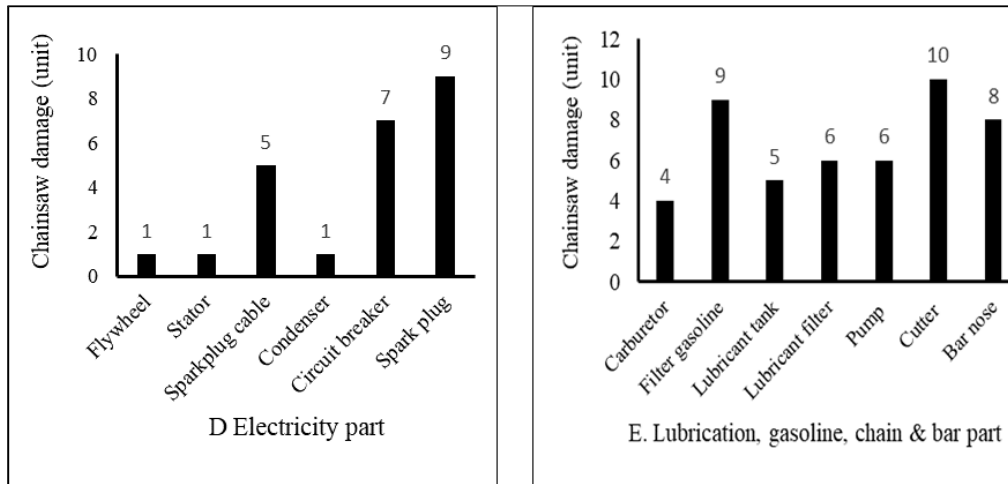 Chainsaw damage (unit)
10
8
6
4
2
0
1
1
5
1
7
9
Flywheel
Stator
Sparkplug cable
Condenser
Circuit breaker
Spark plug
D Electricity part
Chainsaw damage (unit)
12
10
8
6
4
2
0
4
9
5
6
6
10
8
Carburetor
Filter gasoline
Lubricant tank
Lubricant filter
Pump
Cutter
Bar nose
E. Lubrication, gasoline, chain & bar part